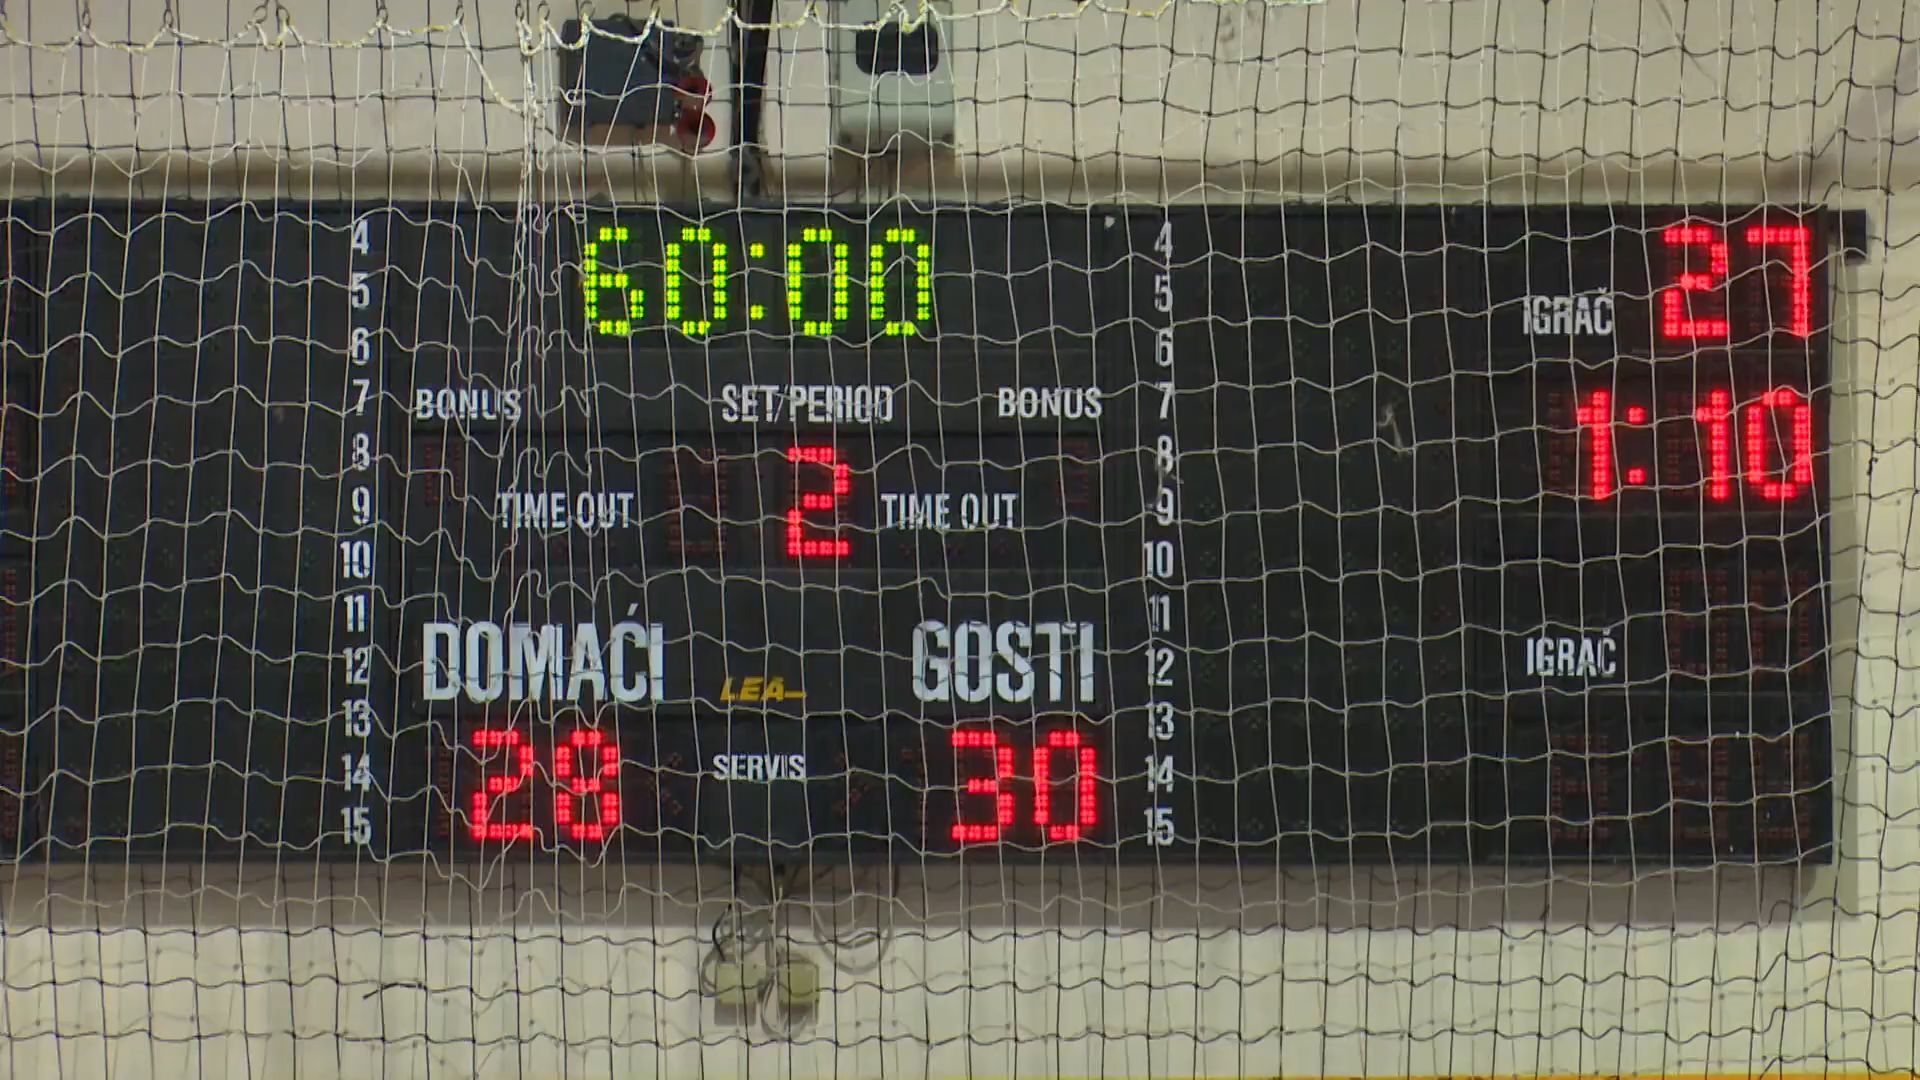 4 60:00 4 27
5 5 IGRAČ
6 6
7 BONUS SET/PERIOD BONUS 7 1:10
8 2 8
9 TIME OUT TIME OUT 9
10 10
11 11
12 DOMAĆI LEA GOSTI 12 IGRAČ
13 13
14 28 SERVIS 30 14
15 15